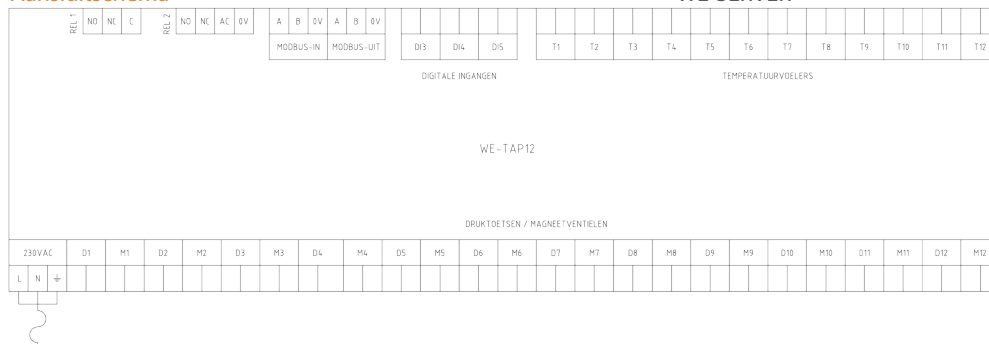 REL 1 NO NC C REL 2 NO NC AC 0V A B 0V A B 0V
MODBUS-IN MODBUS-UIT DI3 DI4 DI5 T1 T2 T3 T4 T5 T6 T7 T8 T9 T10 T11 T12
DIGITALE INGANGEN TEMPERATUURVOELERS
WE-TAP12
DRUKTOETSEN / MAGNEETVENTIELEN
230VAC D1 M1 D2 M2 D3 M3 D4 M4 D5 M5 D6 M6 D7 M7 D8 M8 D9 M9 D10 M10 D11 M11 D12 M12
L N